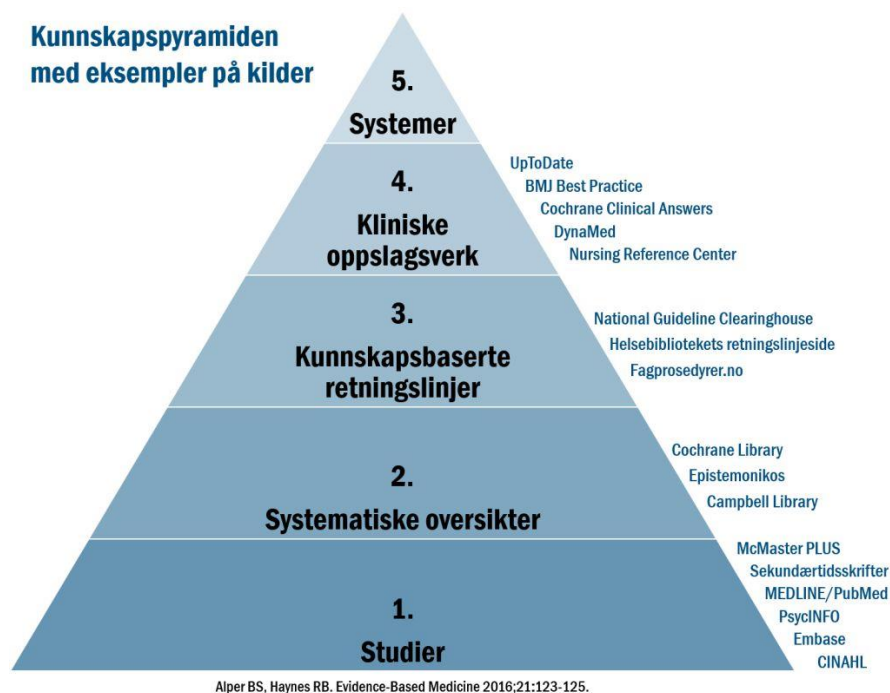 Kunnskapspyramiden
med eksempler på kilder
5.
Systemer
UpToDate
BMJ Best Practice
Cochrane Clinical Answers
DynaMed
Nursing Reference Center
4.
Kliniske
oppslagsverk
National Guideline Clearinghouse
Helsebibliotekets retningslinjeside
Fagprosedyrer.no
3.
Kunnskapsbaserte
retningslinjer
Cochrane Library
Epistemonikos
Campbell Library
2.
Systematiske oversikter
McMaster PLUS
Sekundærtidsskrifter
MEDLINE/PubMed
PsycINFO
Embase
CINAHL
1.
Studier
Alper BS, Haynes RB. Evidence-Based Medicine 2016;21:123-125.